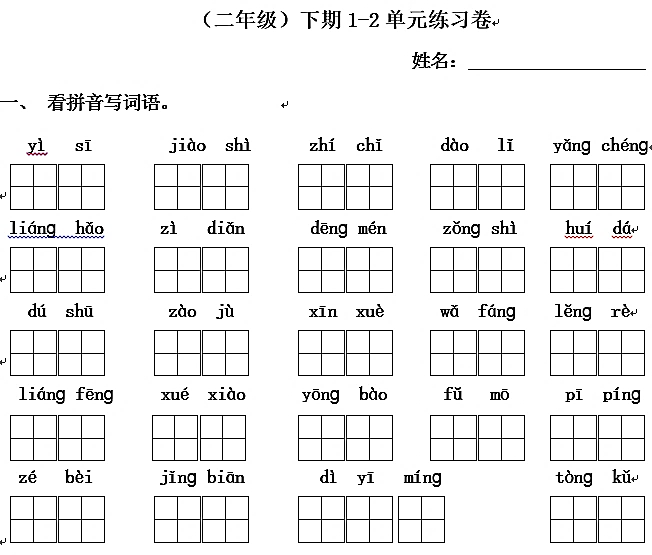 （二年级）下期1-2单元练习卷
姓名：
一、 看拼音写词语。
yì sī jiào shì zhí chǐ dào lǐ yǎng chéng
liáng hǎo zì diǎn dēng mén zǒng shì huí dá
dú shū zào jù xīn xuè wǎ fáng lěng rè
liáng fēng xué xiào yōng bào fǔ mō pī píng
zé bèi jǐng biān dì yī míng tòng kǔ